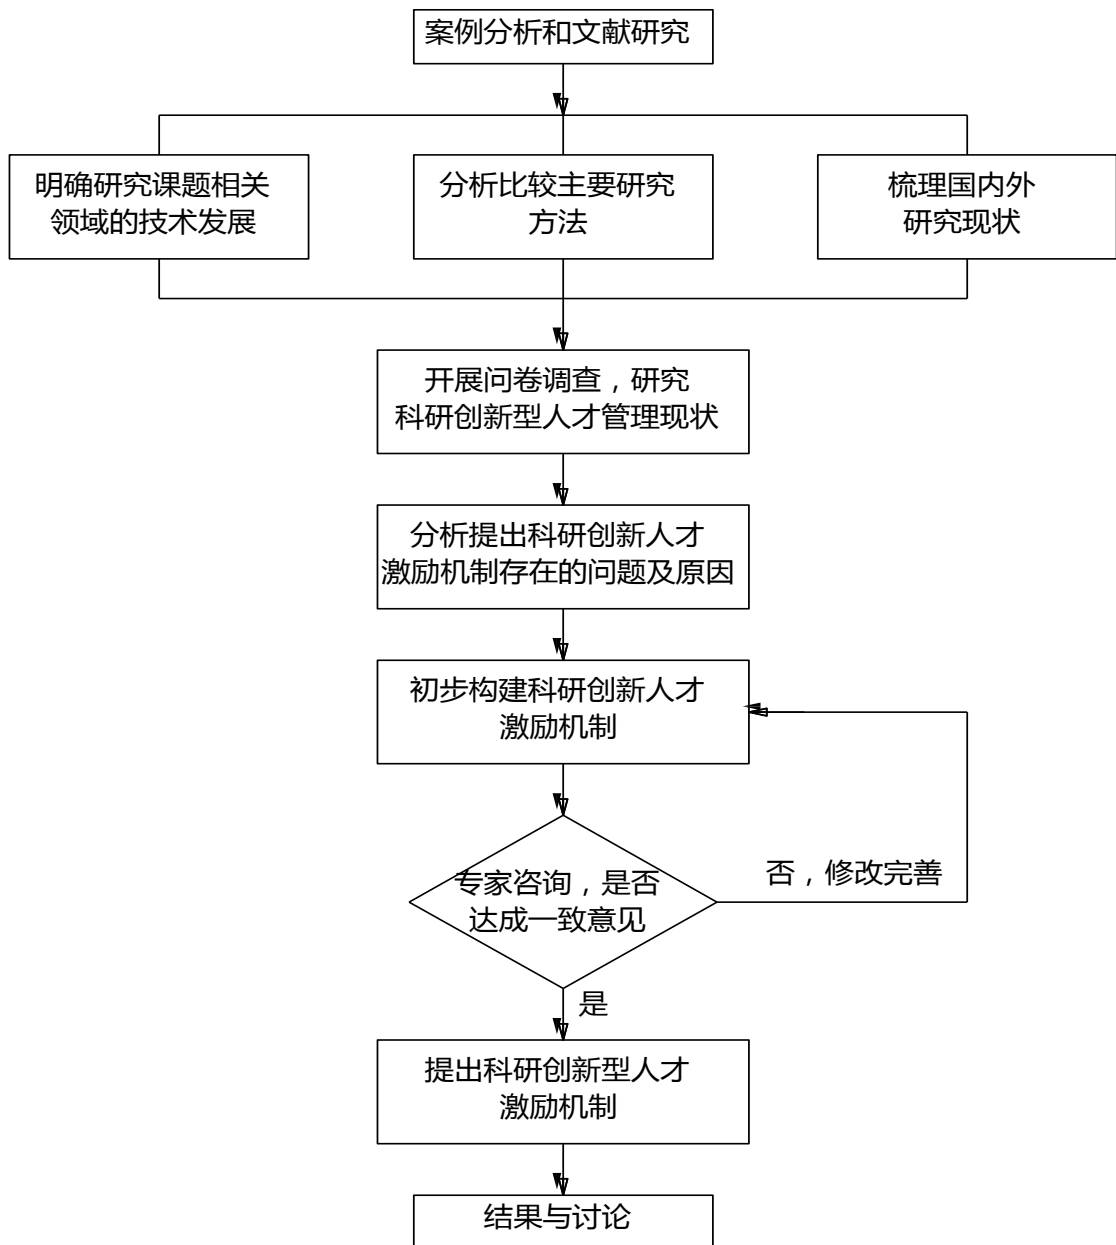 案例分析和文献研究
明确研究课题相关
领域的技术发展
分析比较主要研究
方法
梳理国内外
研究现状
开展问卷调查，研究
科研创新型人才管理现状
分析提出科研创新人才
激励机制存在的问题及原因
初步构建科研创新人才
激励机制
专家咨询，是否
达成一致意见
否，修改完善
是
提出科研创新型人才
激励机制
结果与讨论